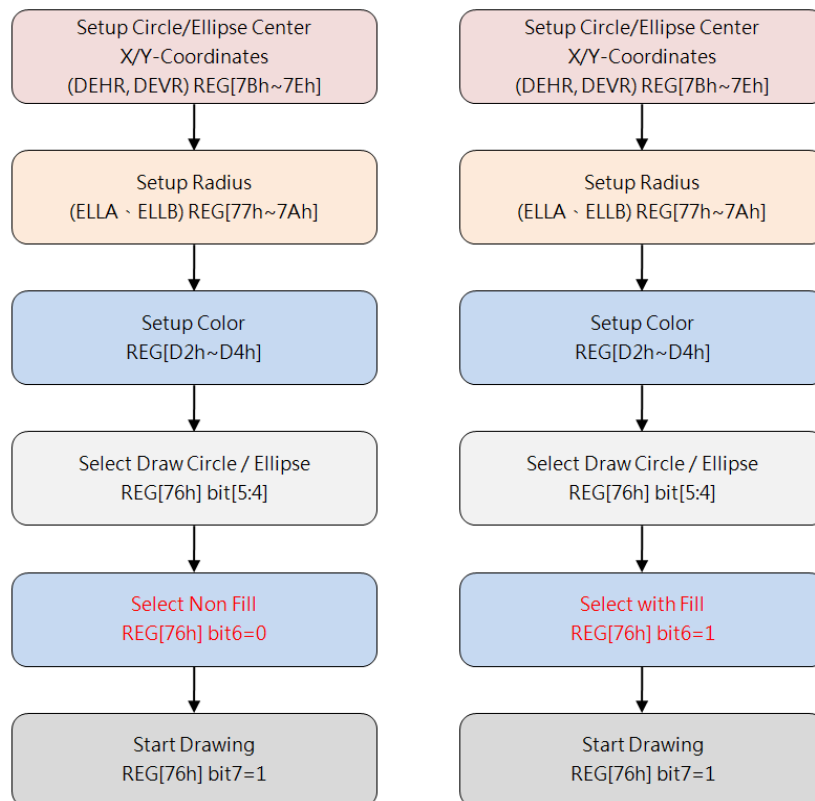 Setup Circle/Ellipse Center
X/Y-Coordinates
(DEHR, DEVR) REG[7Bh~7Eh]
Setup Radius
(ELLA、ELLB) REG[77h~7Ah]
Setup Color
REG[D2h~D4h]
Select Draw Circle / Ellipse
REG[76h] bit[5:4]
Select Non Fill
REG[76h] bit6=0
Start Drawing
REG[76h] bit7=1
Setup Circle/Ellipse Center
X/Y-Coordinates
(DEHR, DEVR) REG[7Bh~7Eh]
Setup Radius
(ELLA、ELLB) REG[77h~7Ah]
Setup Color
REG[D2h~D4h]
Select Draw Circle / Ellipse
REG[76h] bit[5:4]
Select with Fill
REG[76h] bit6=1
Start Drawing
REG[76h] bit7=1